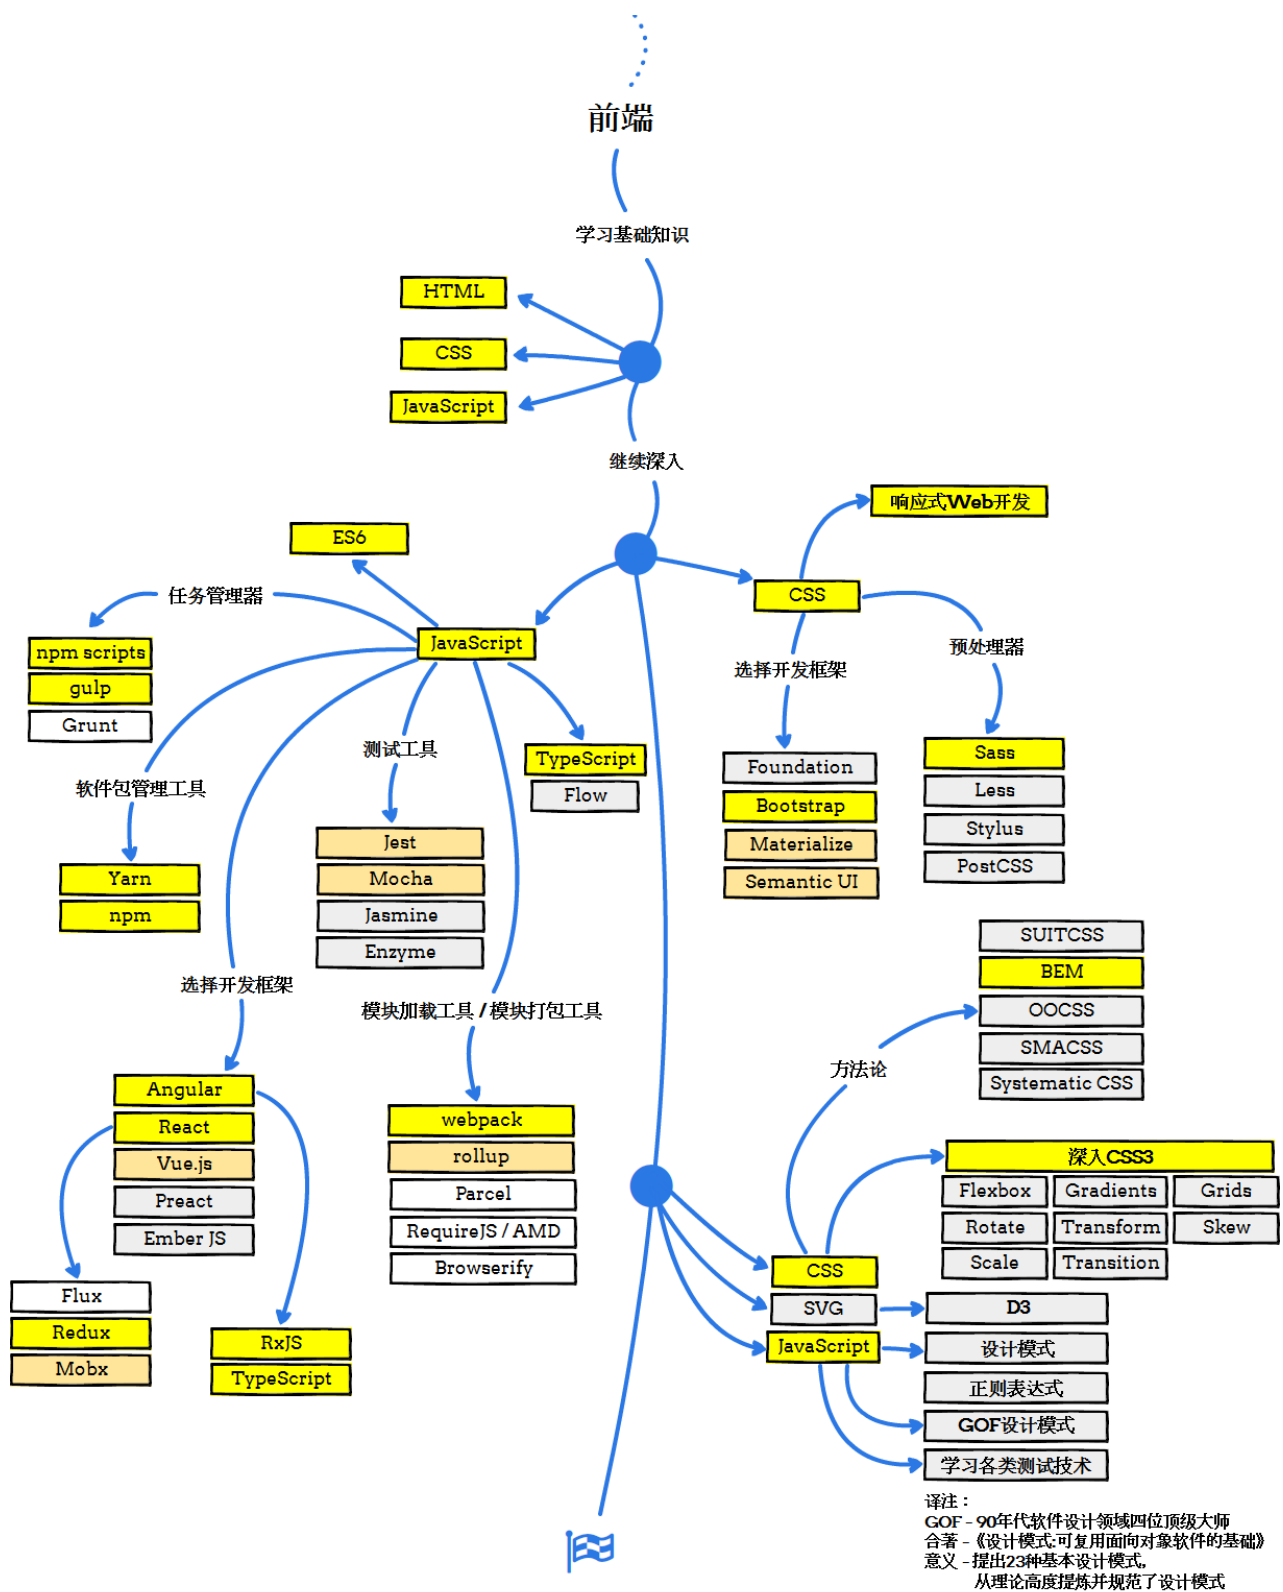 前端
学习基础知识
HTML
CSS
JavaScript
继续深入
响应式Web开发
ES6
任务管理器
CSS
JavaScript
npm scripts
gulp
Grunt
选择开发框架
预处理器
测试工具
TypeScript
Flow
Foundation
Bootstrap
Materialize
Semantic UI
Sass
Less
Stylus
PostCSS
软件包管理工具
Yarn
npm
Jest
Mocha
Jasmine
Enzyme
选择开发框架
模块加载工具 / 模块打包工具
SUITCSS
BEM
OOCSS
SMACSS
Systematic CSS
方法论
Angular
React
Vue.js
Preact
Ember JS
webpack
rollup
Parcel
RequireJS / AMD
Browserify
深入CSS3
Flexbox Gradients Grids
Rotate Transform Skew
Scale Transition
Flux
Redux
Mobx
RxJS
TypeScript
CSS
SVG
JavaScript
D3
设计模式
正则表达式
GOF设计模式
学习各类测试技术
译注：
GOF - 90年代软件设计领域四位顶级大师
合著 - 《设计模式:可复用面向对象软件的基础》
意义 - 提出23种基本设计模式,
从理论高度提炼并规范了设计模式